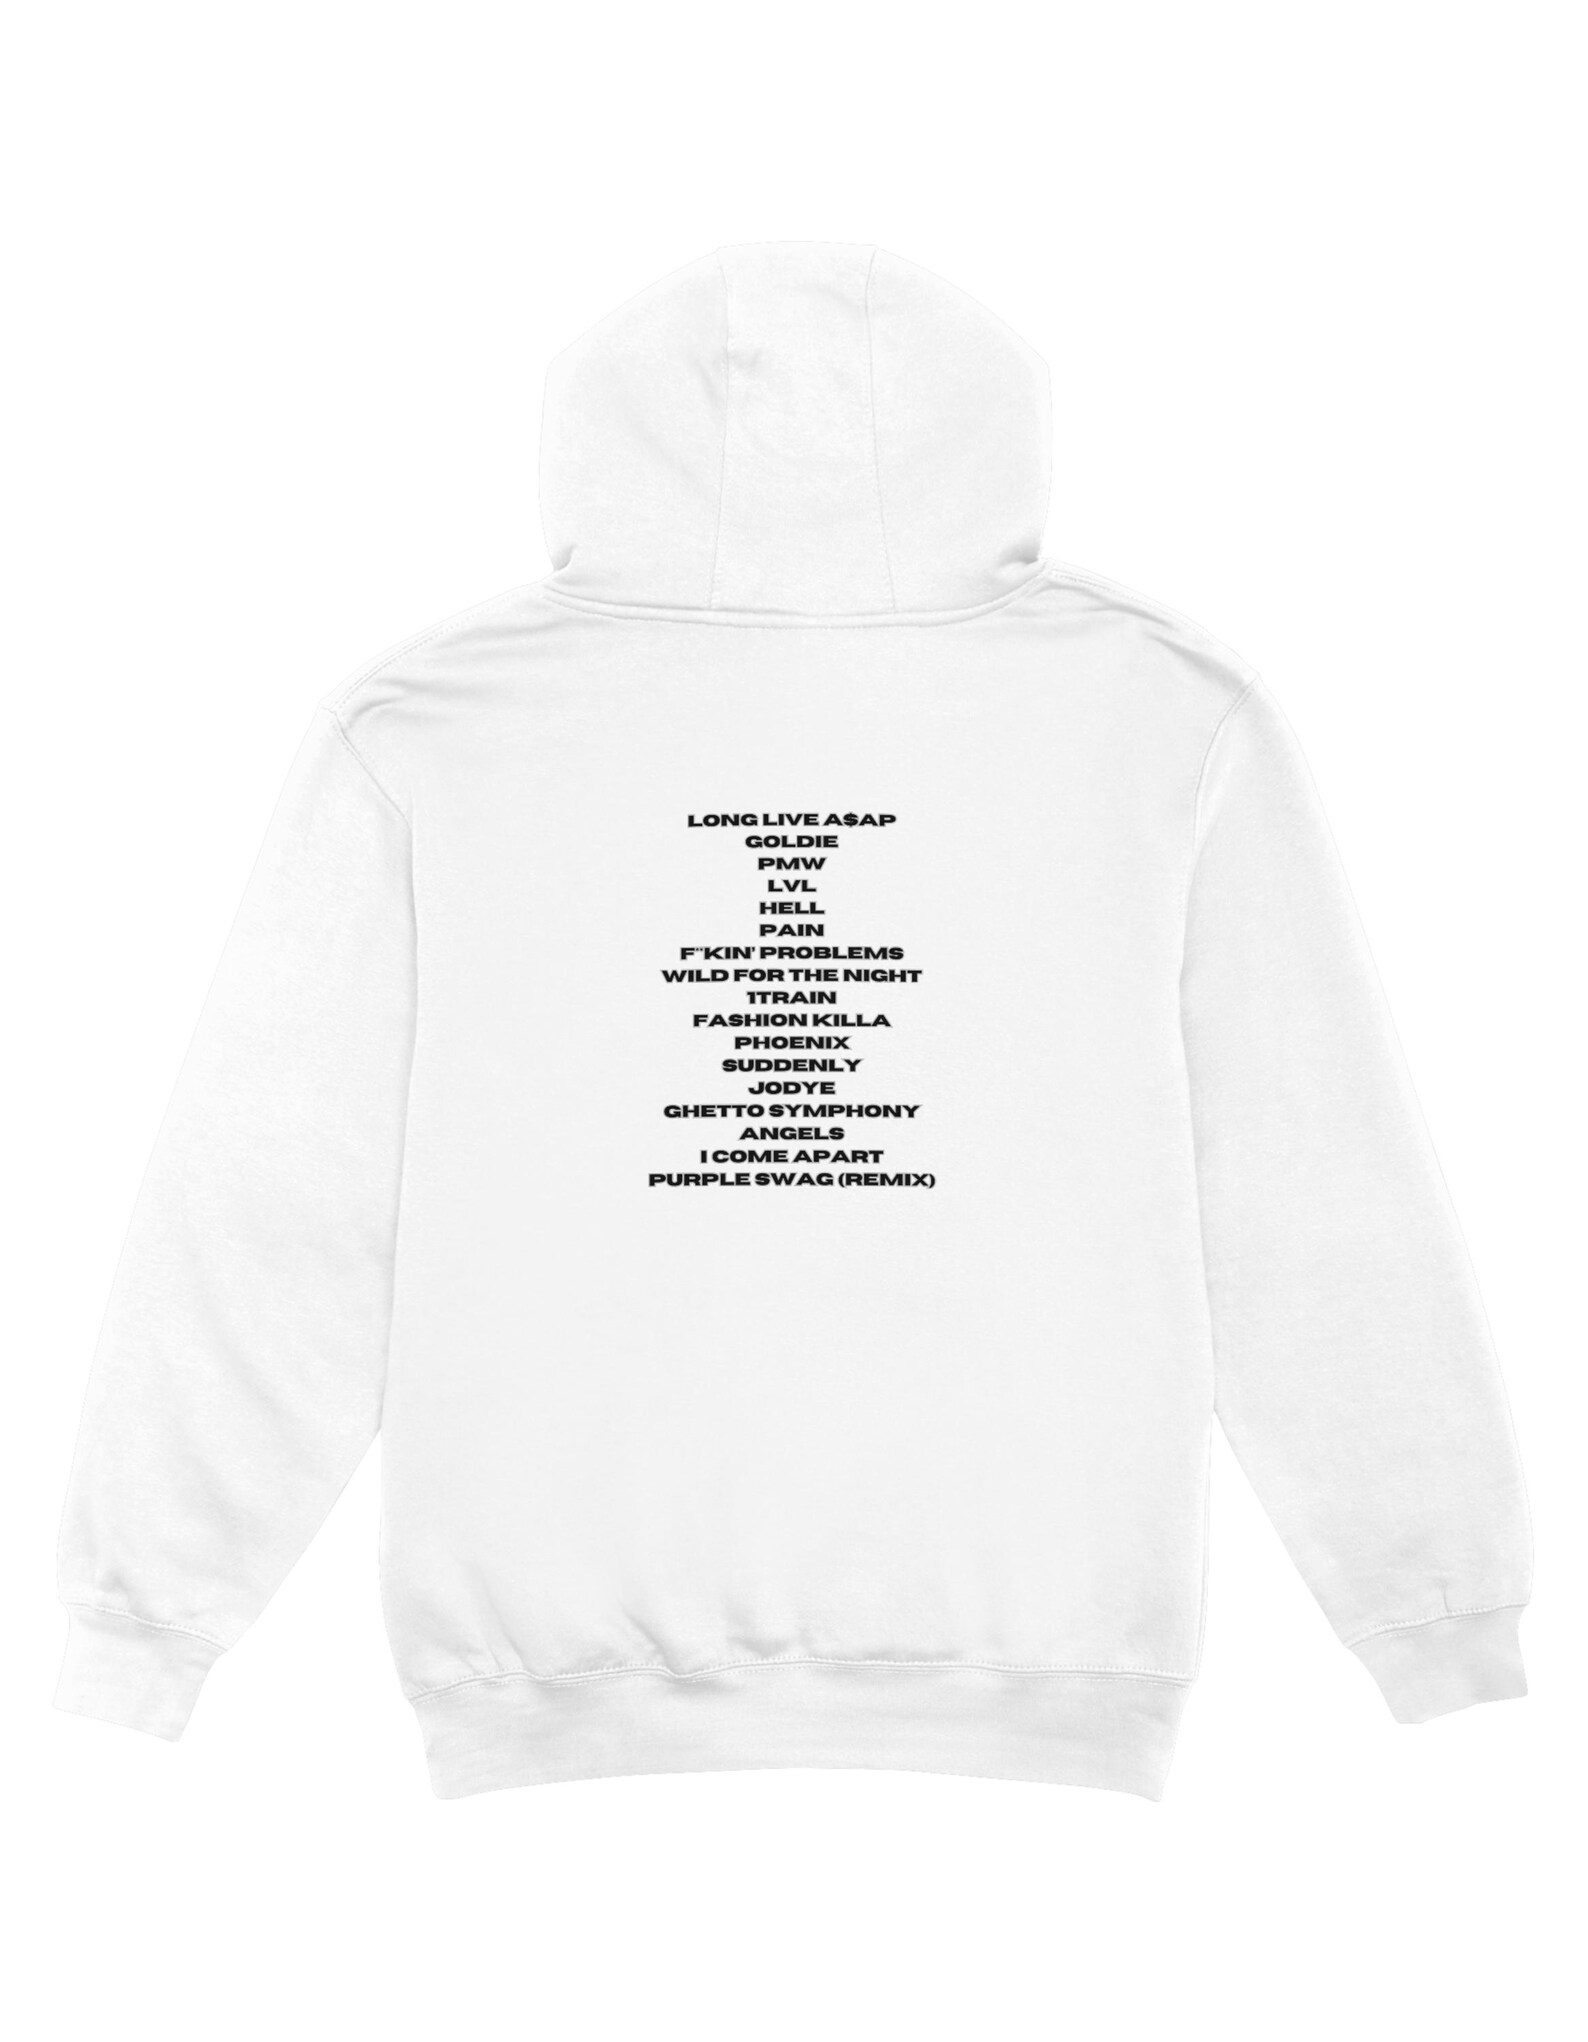 LONG LIVE A$AP
GOLDIE
PMW
LVL
HELL
PAIN
F**KIN' PROBLEMS
WILD FOR THE NIGHT
1TRAIN
FASHION KILLA
PHOENIX
SUDDENLY
JODYE
GHETTO SYMPHONY
ANGELS
I COME APART
PURPLE SWAG (REMIX)